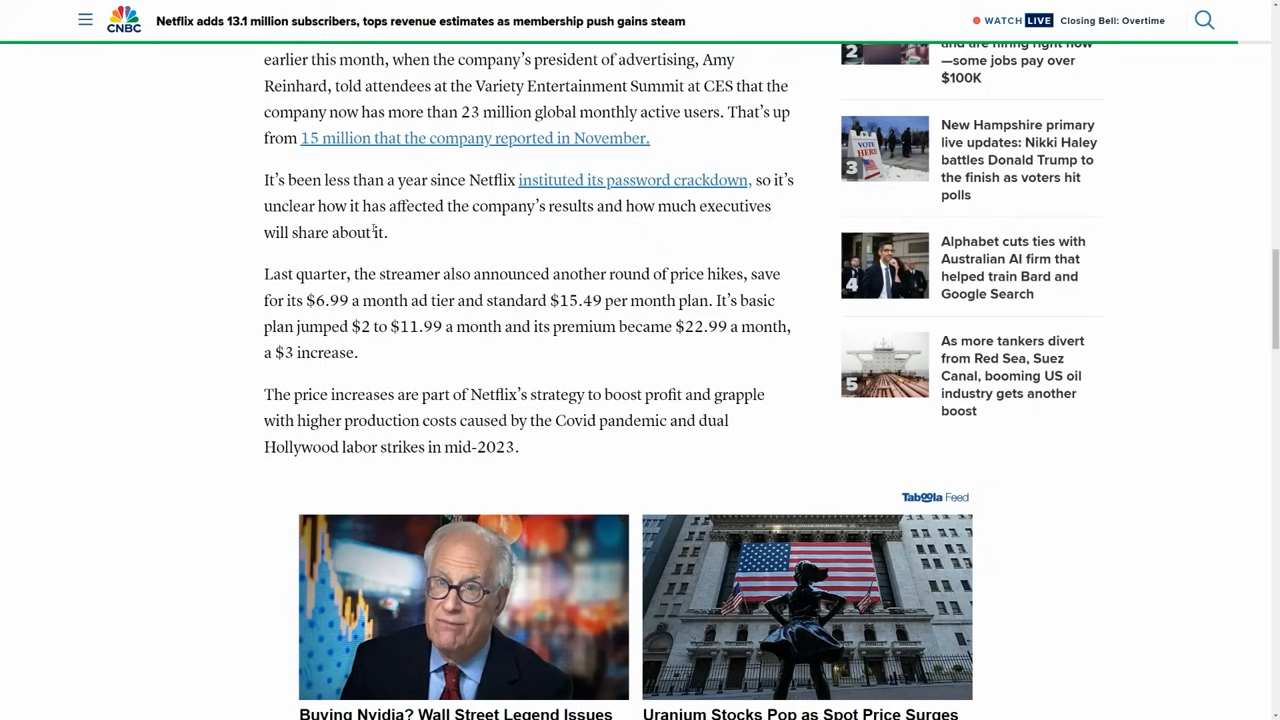 CNBC
Netflix adds 13.1 million subscribers, tops revenue estimates as membership push gains steam
WATCH LIVE
Closing Bell: Overtime
earlier this month, when the company’s president of advertising, Amy
Reinhard, told attendees at the Variety Entertainment Summit at CES that the
company now has more than 23 million global monthly active users. That’s up
from 15 million that the company reported in November.
It’s been less than a year since Netflix instituted its password crackdown, so it’s
unclear how it has affected the company’s results and how much executives
will share about it.
Last quarter, the streamer also announced another round of price hikes, save
for its $6.99 a month ad tier and standard $15.49 per month plan. It’s basic
plan jumped $2 to $11.99 a month and its premium became $22.99 a month,
a $3 increase.
The price increases are part of Netflix’s strategy to boost profit and grapple
with higher production costs caused by the Covid pandemic and dual
Hollywood labor strikes in mid-2023.
2
and are hiring right now
—some jobs pay over
$100K
VOTE
HERE
3
New Hampshire primary
live updates: Nikki Haley
battles Donald Trump to
the finish as voters hit
polls
4
Alphabet cuts ties with
Australian AI firm that
helped train Bard and
Google Search
5
As more tankers divert
from Red Sea, Suez
Canal, booming US oil
industry gets another
boost
Taboola Feed
Buying Nvidia? Wall Street Legend Issues
Uranium Stocks Pop as Spot Price Surges